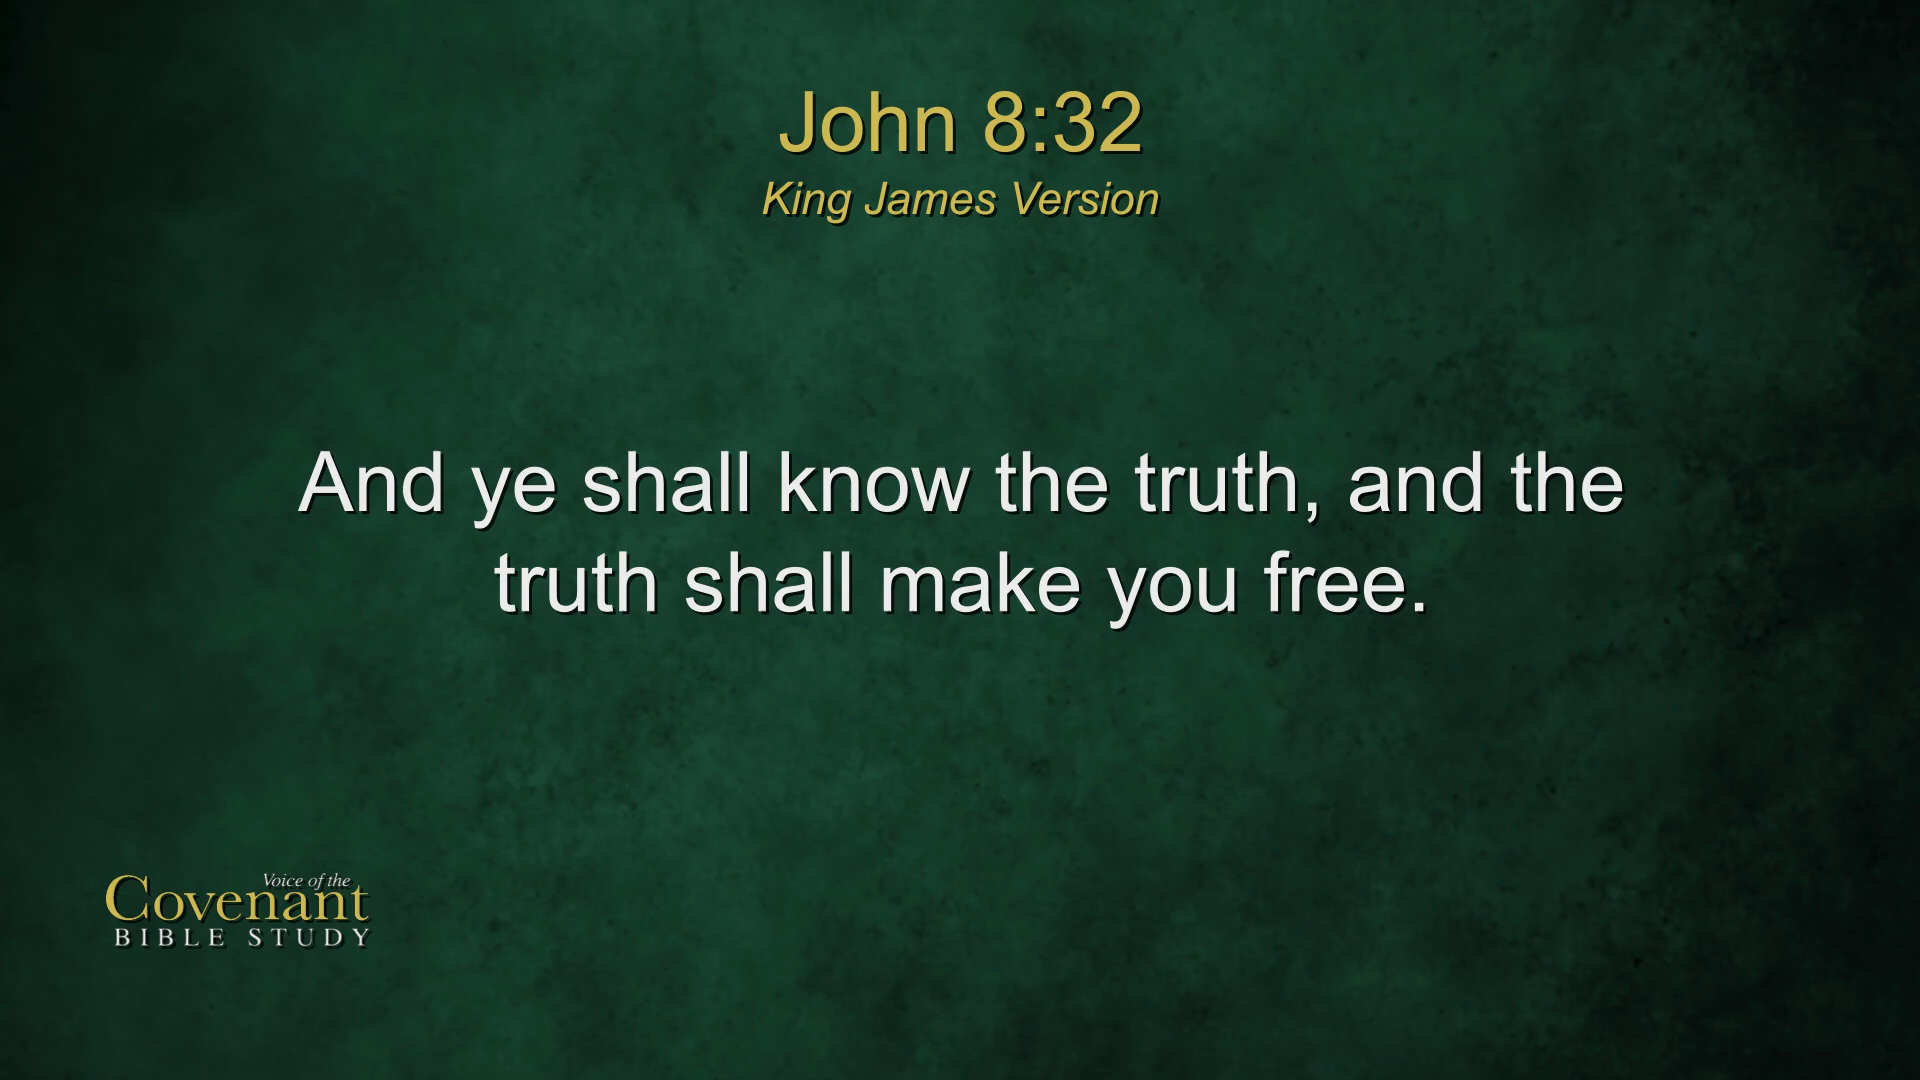 John 8:32
King James Version
And ye shall know the truth, and the
truth shall make you free.
Voice of the
Covenant
BIBLE STUDY